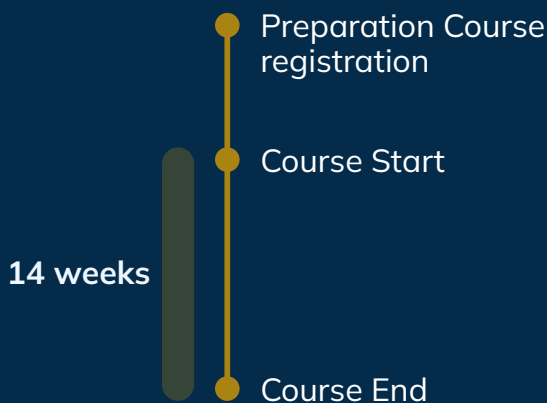 Preparation Course
registration
Course Start
14 weeks
Course End